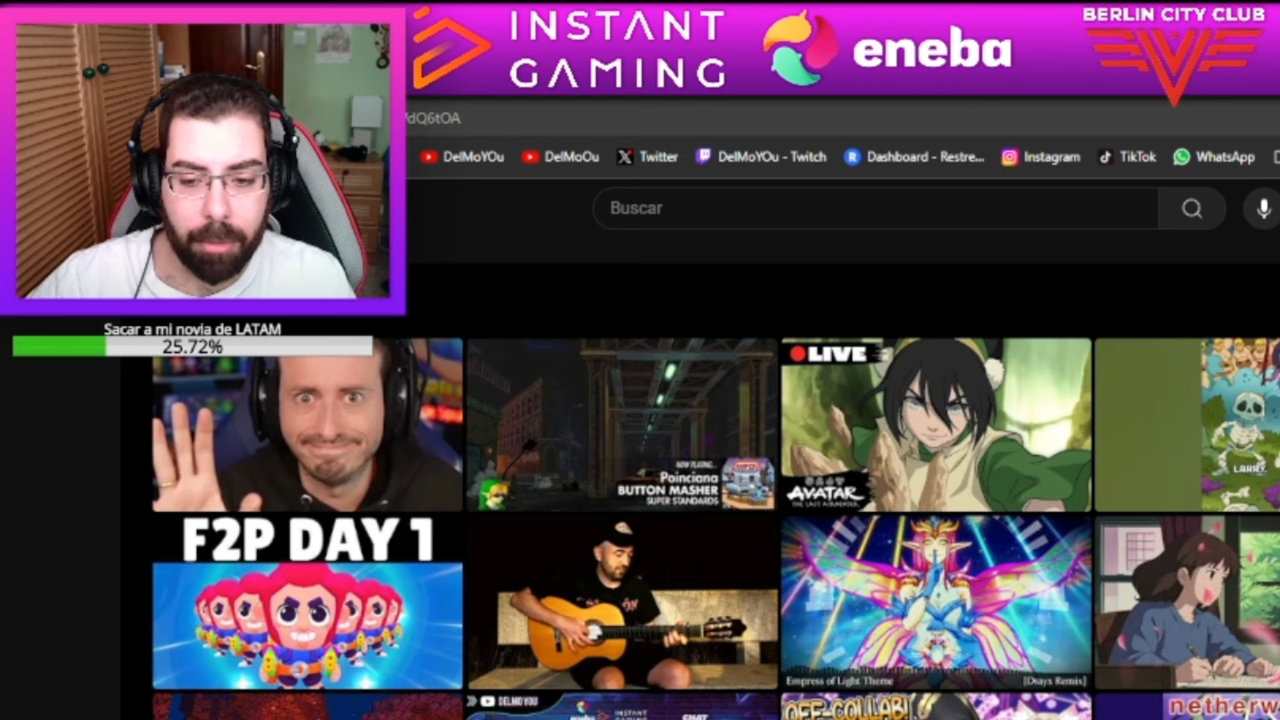 INSTANT
GAMING
eneba
BERLIN CITY CLUB
dQ6tOA
DelMoYOu
DelMoOu
Twitter
DelMoYOu - Twitch
Dashboard - Restre...
Instagram
TikTok
WhatsApp
Buscar
Sacar a mi novia de LATAM
25.72%
NOW PLAYING...
Poinciana
BUTTON MASHER
SUPER STANDARDS
LIVE
AVATAR
THE LAST AIRBENDER
LARRY.
F2P DAY 1
Empress of Light Theme
[Dxayx Remix]
DELMOYOU
INSTANT
CHAT
OFF-COLLAB!
netherw